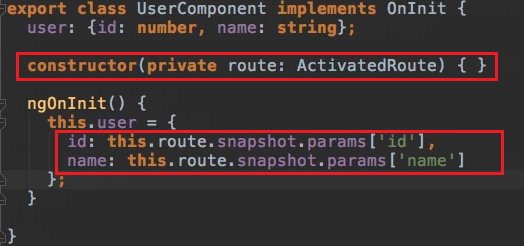 export class UserComponent implements OnInit {
user: {id: number, name: string};
constructor(private route: ActivatedRoute) { }
ngOnInit() {
this.user = {
id: this.route.snapshot.params['id'],
name: this.route.snapshot.params['name']
};
}
}